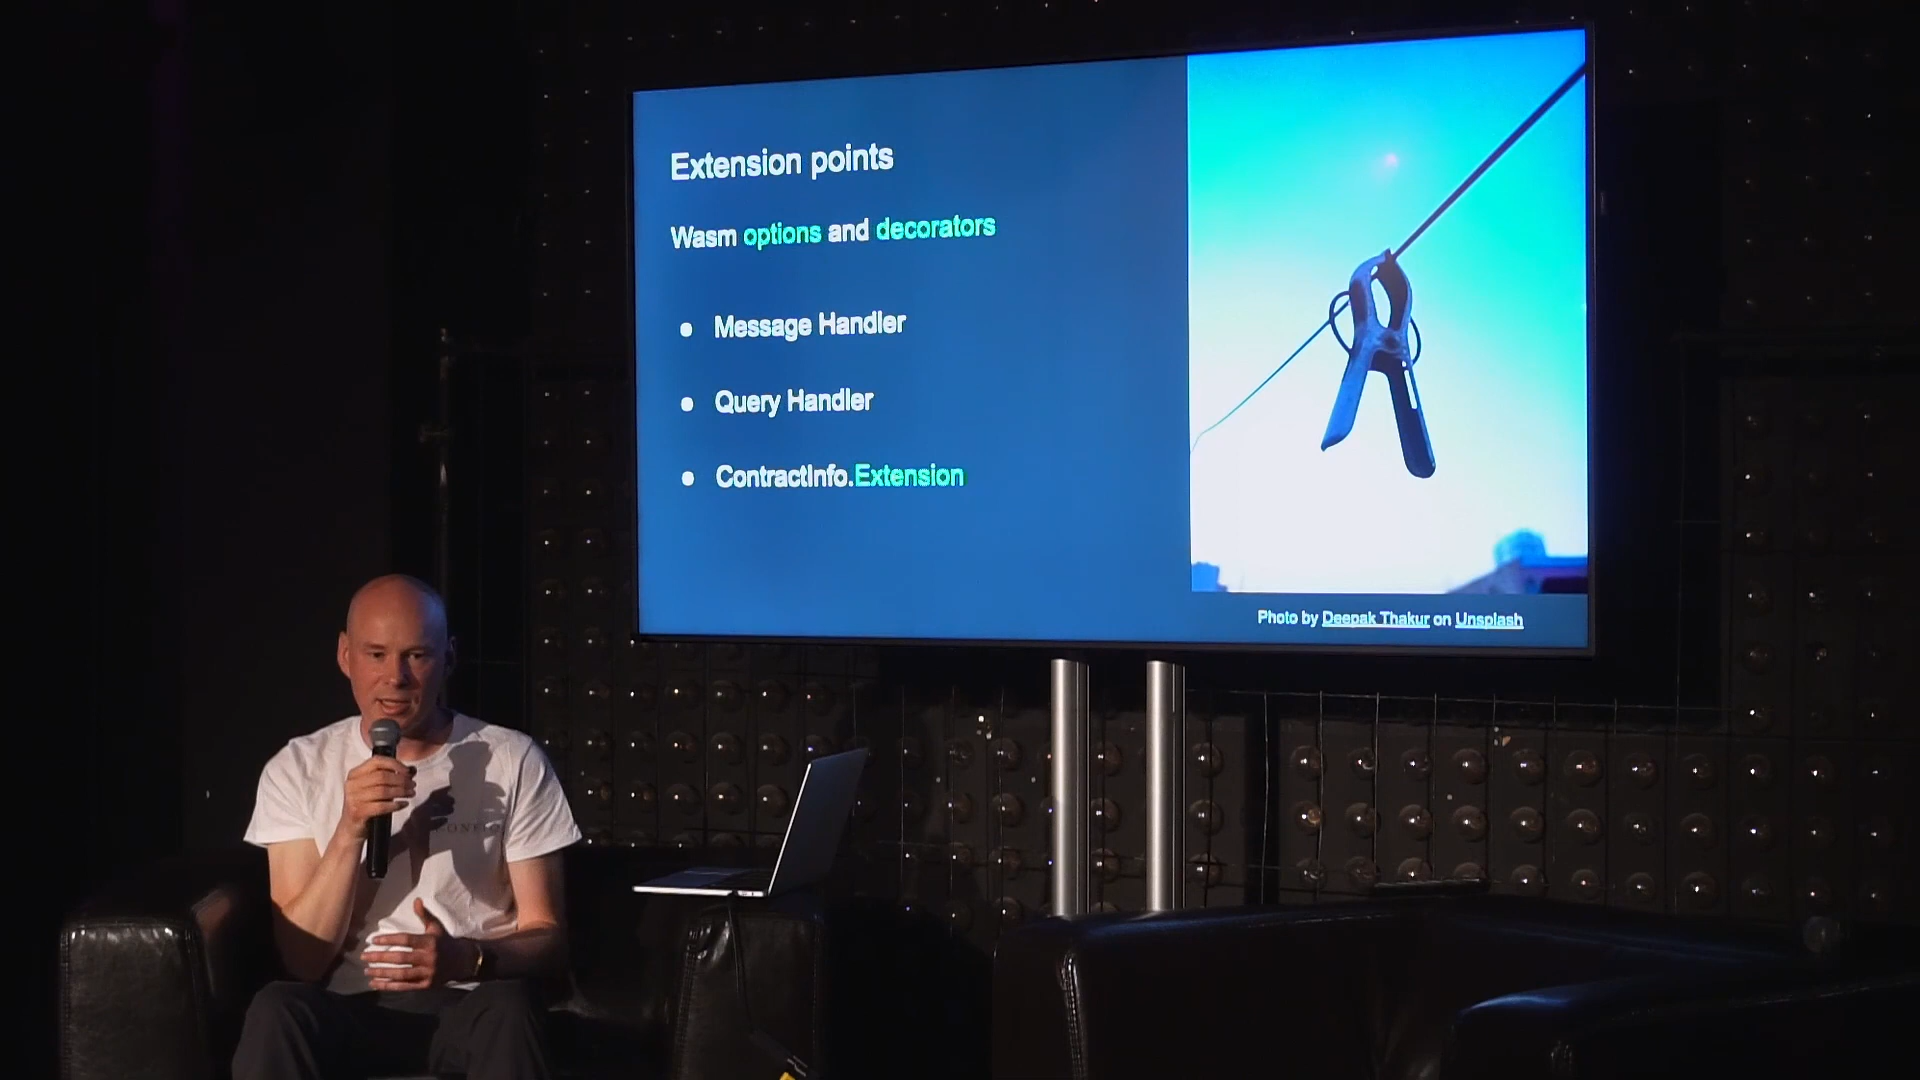 Extension points
Wasm options and decorators
● Message Handler
● Query Handler
● ContractInfo.Extension
Photo by Deepak Thakur on Unsplash